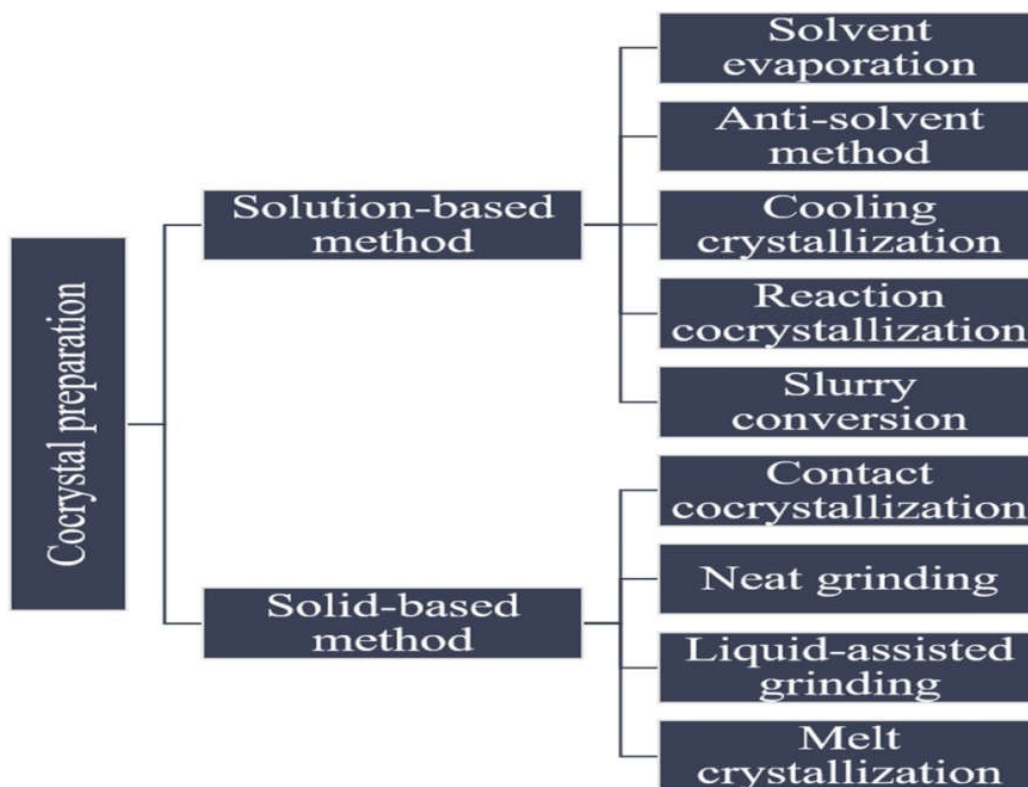 Cocrystal preparation
Solution-based
method
Solid-based
method
Solvent
evaporation
Anti-solvent
method
Cooling
crystallization
Reaction
cocrystallization
Slurry
conversion
Contact
cocrystallization
Neat grinding
Liquid-assisted
grinding
Melt
crystallization